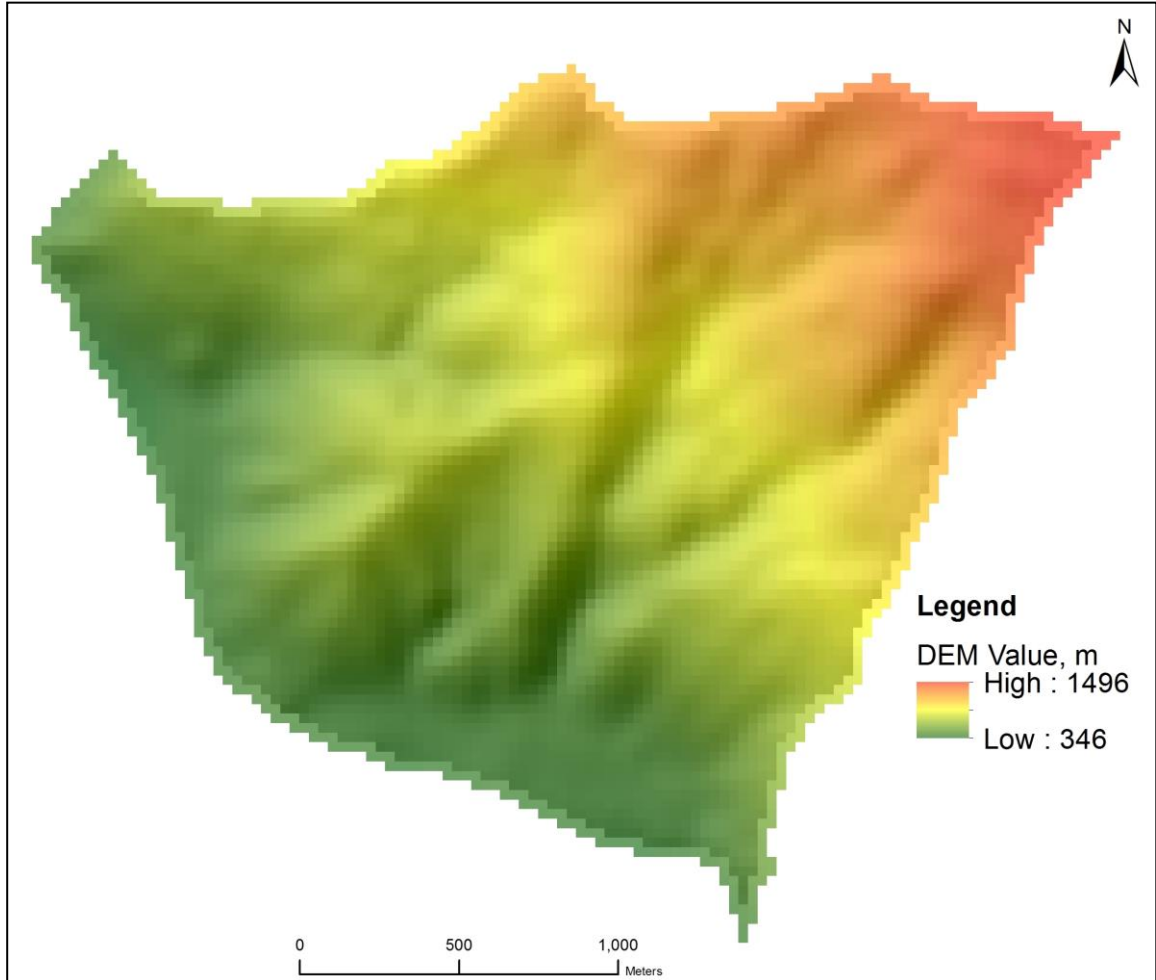 N
Legend
DEM Value, m
High : 1496
Low : 346
0 500 1,000
Meters